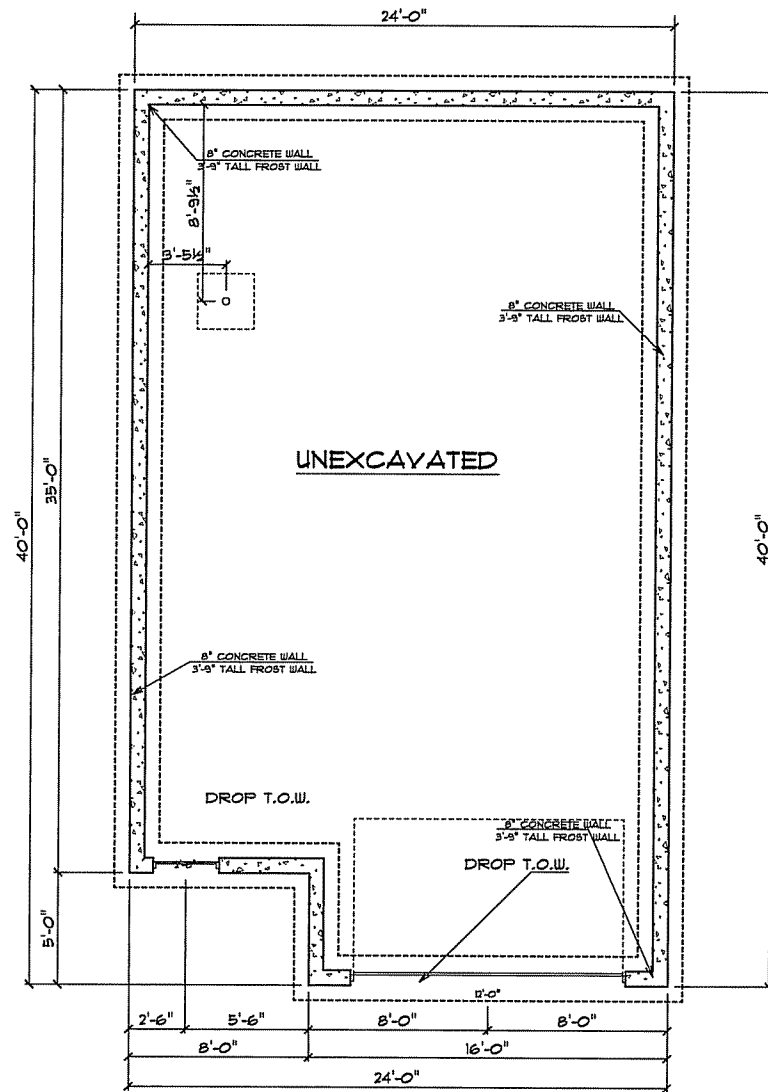 24'-0"
8" CONCRETE WALL
3'-9" TALL FROST WALL
8'-9½"
3'-5½"
8" CONCRETE WALL
3'-9" TALL FROST WALL
UNEXCAVATED
40'-0"
35'-0"
40'-0"
8" CONCRETE WALL
3'-9" TALL FROST WALL
DROP T.O.W.
8" CONCRETE WALL
3'-9" TALL FROST WALL
DROP T.O.W.
5'-0"
12'-0"
2'-6"
5'-6"
8'-0"
8'-0"
8'-0"
16'-0"
24'-0"